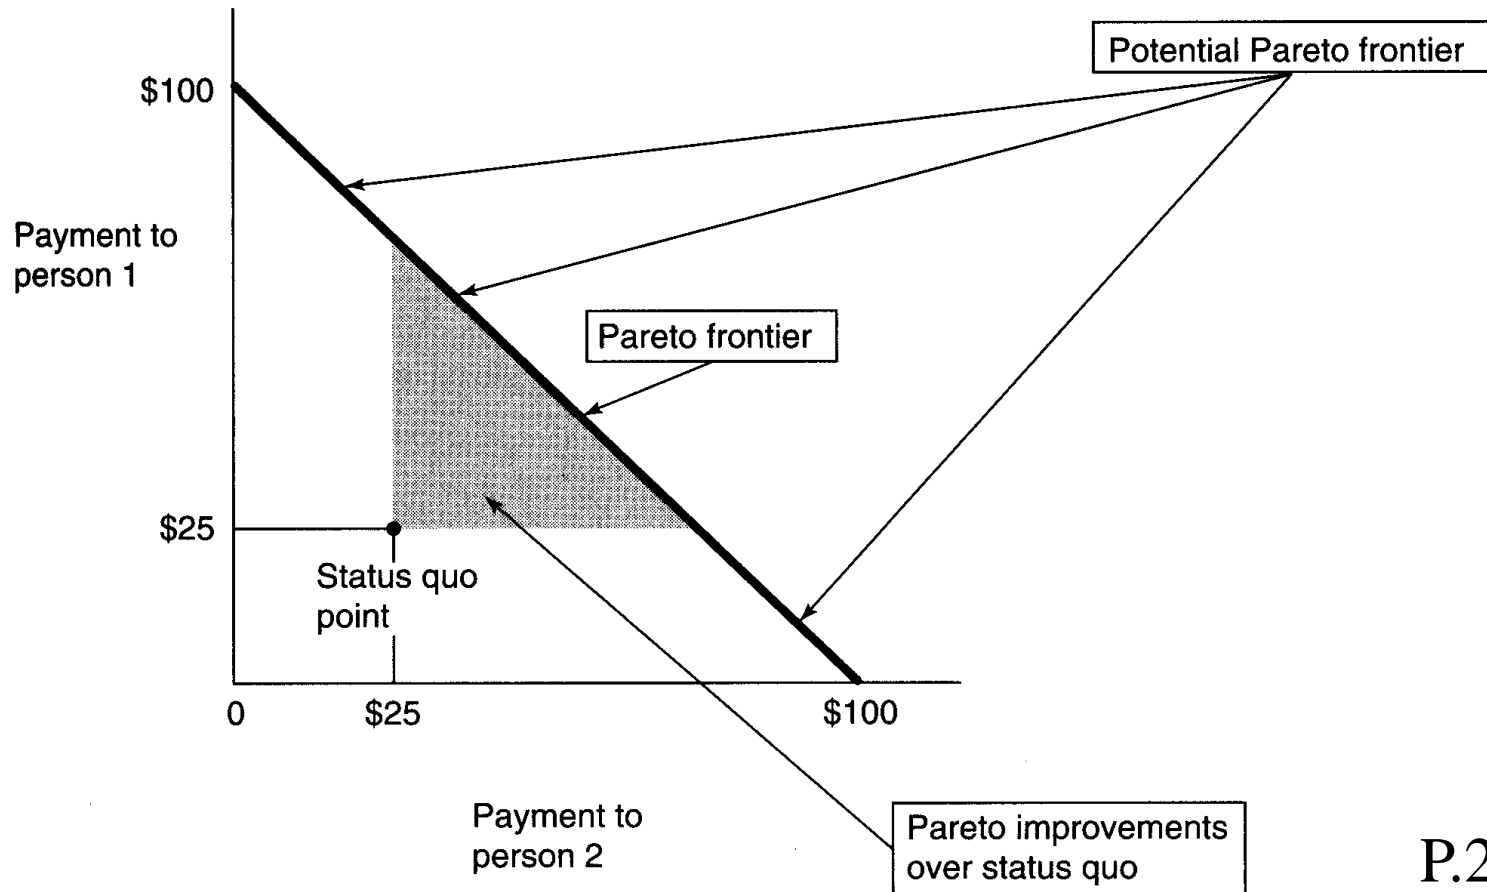 Potential Pareto frontier
$100
Payment to
person 1
Pareto frontier
$25
Status quo
point
0
$25
$100
Payment to
person 2
Pareto improvements
over status quo
P.2